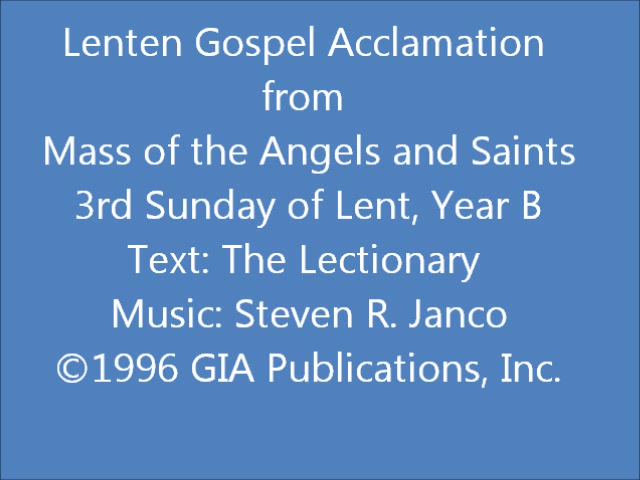 Lenten Gospel Acclamation
from
Mass of the Angels and Saints
3rd Sunday of Lent, Year B
Text: The Lectionary
Music: Steven R. Janco
©1996 GIA Publications, Inc.